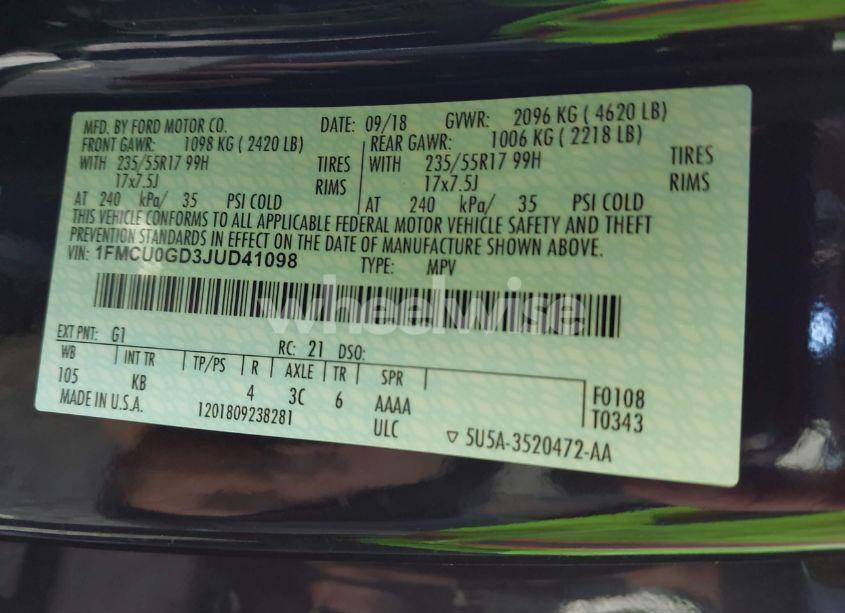 MFD. BY FORD MOTOR CO. DATE: 09/18 GVWR: 2096 KG ( 4620 LB)
FRONT GAWR: 1098 KG ( 2420 LB) REAR GAWR: 1006 KG ( 2218 LB)
WITH 235/55R17 99H TIRES WITH 235/55R17 99H TIRES
17x7.5J RIMS 17x7.5J RIMS
AT 240 kPa/ 35 PSI COLD AT 240 kPa/ 35 PSI COLD
THIS VEHICLE CONFORMS TO ALL APPLICABLE FEDERAL MOTOR VEHICLE SAFETY AND THEFT
PREVENTION STANDARDS IN EFFECT ON THE DATE OF MANUFACTURE SHOWN ABOVE.
VIN: 1FMCU0GD3JUD41098 TYPE: MPV
wheelwise
EXT PNT: G1 RC: 21 DSO:
WB INT TR TP/PS R AXLE TR SPR
105 KB 4 3C 6 AAAA F0108
MADE IN U.S.A. 1201809238281 ULC T0343
▽ 5U5A-3520472-AA